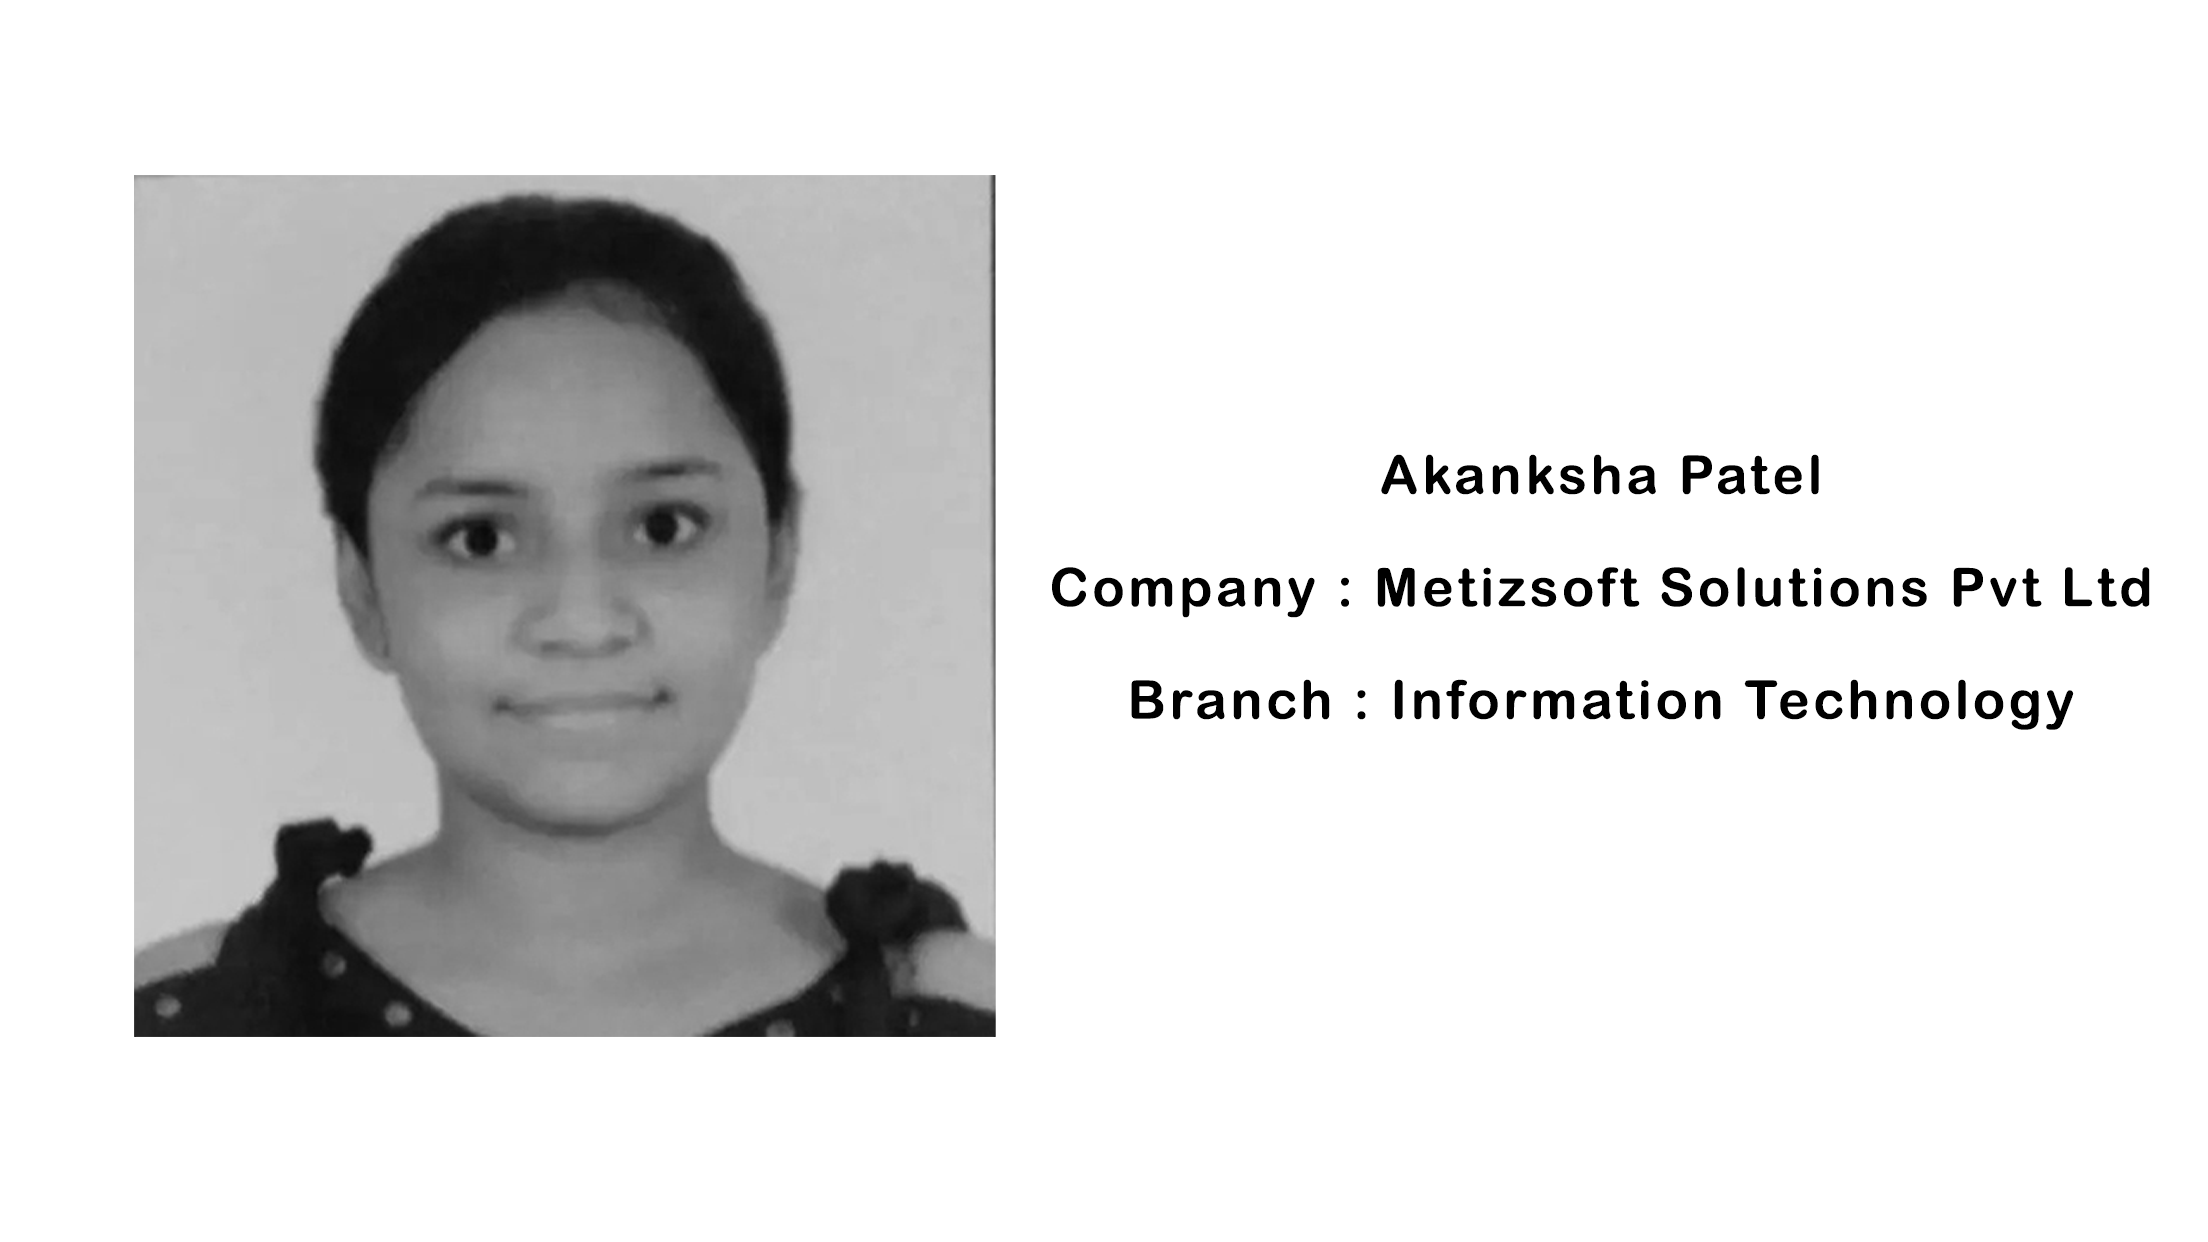 Akanksha Patel
Company : Metizsoft Solutions Pvt Ltd
Branch : Information Technology